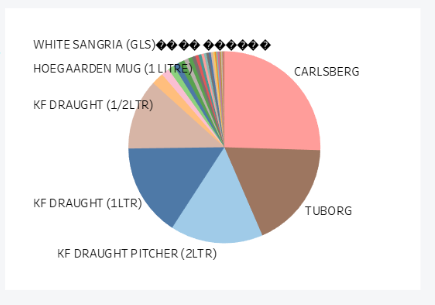 WHITE SANGRIA (GLS)
HOEGAARDEN MUG (1 LITRE)
CARLSBERG
KF DRAUGHT (1/2LTR)
KF DRAUGHT (1LTR)
TUBORG
KF DRAUGHT PITCHER (2LTR)